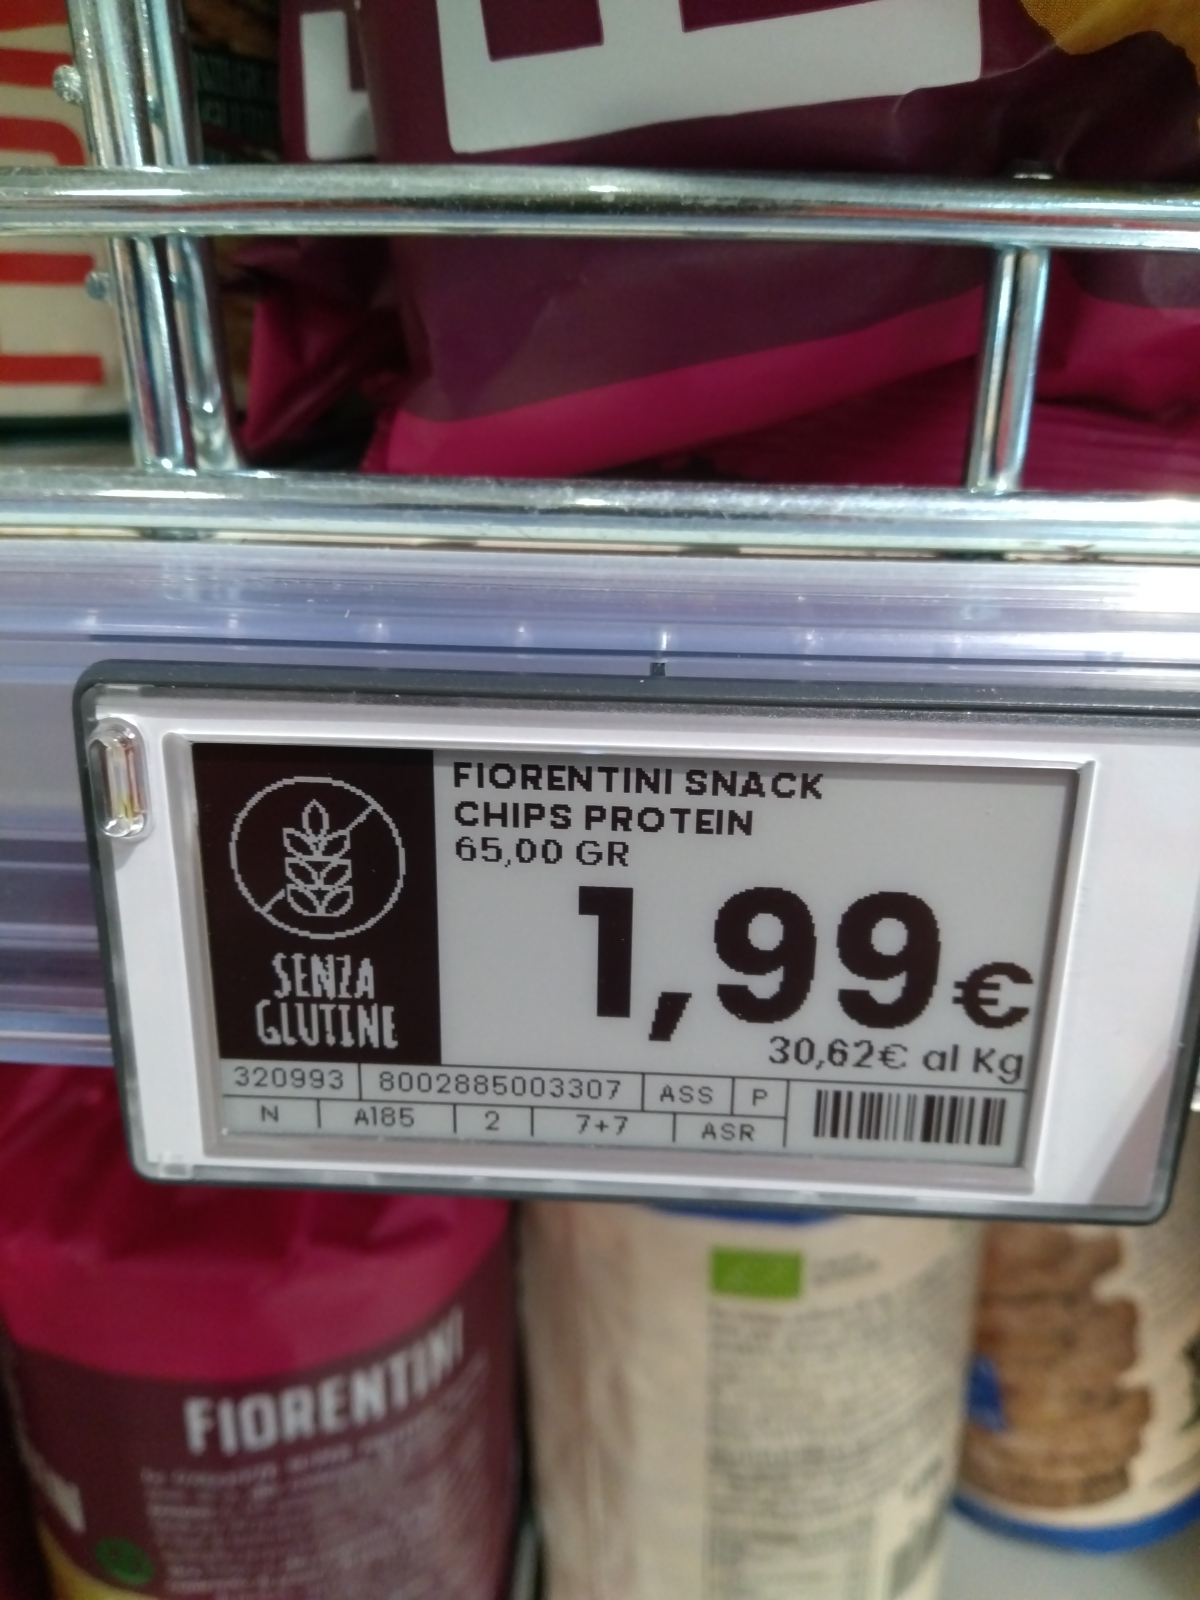 FIORENTINI SNACK
CHIPS PROTEIN
65,00 GR
1,99€
30,62€ al Kg
SENZA
GLUTINE
320993 8002885003307 ASS P
N A185 2 7+7 ASR
FIORENTINI